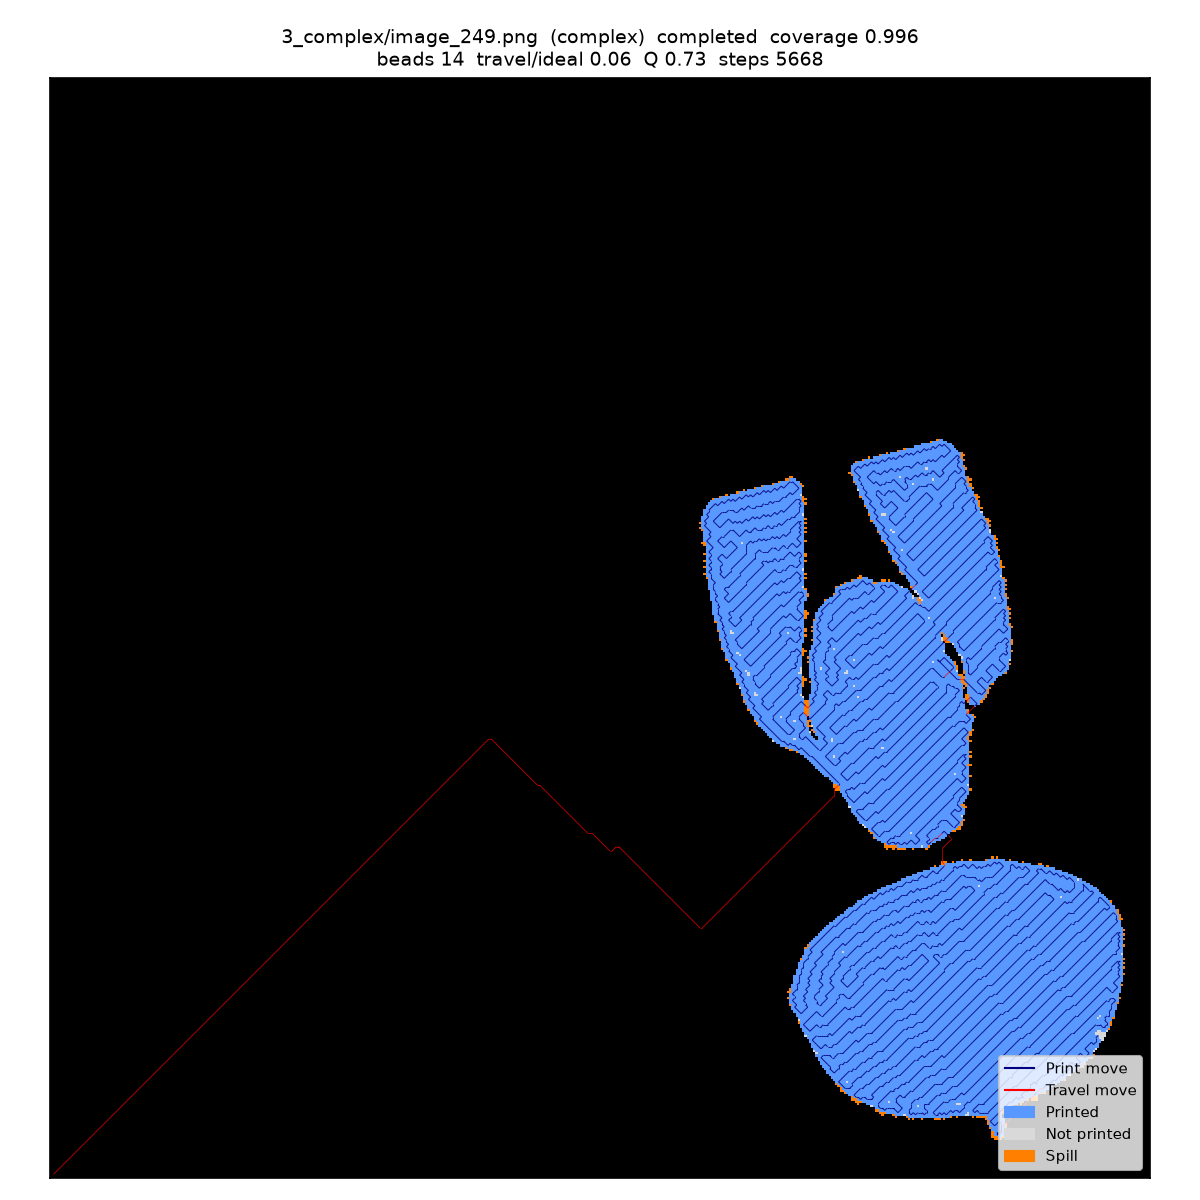 3_complex/image_249.png  (complex)  completed  coverage 0.996
beads 14  travel/ideal 0.06  Q 0.73  steps 5668
Print move
Travel move
Printed
Not printed
Spill